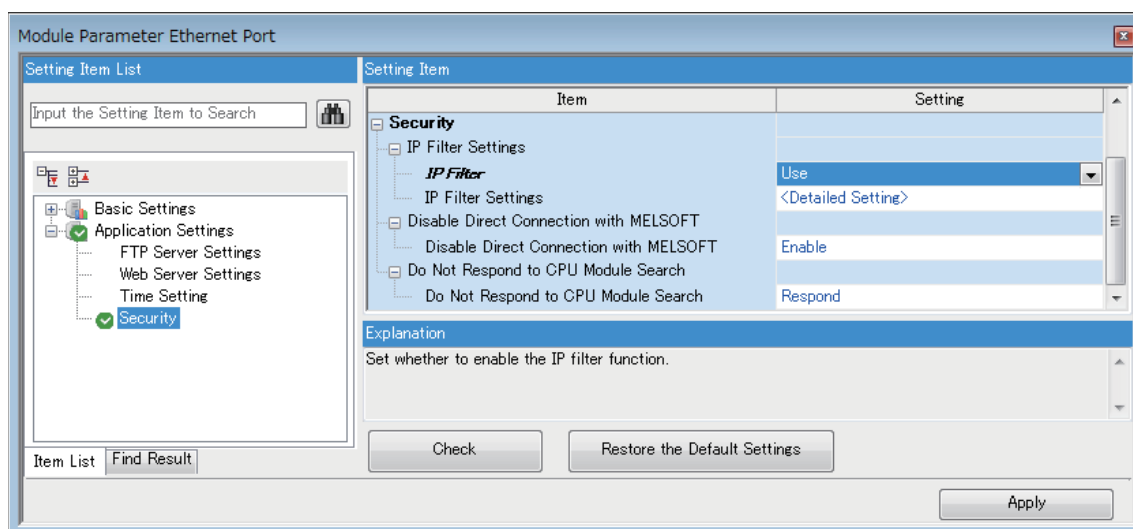 Module Parameter Ethernet Port
Setting Item List
Input the Setting Item to Search
Basic Settings
Application Settings
FTP Server Settings
Web Server Settings
Time Setting
Security
Item List Find Result
Setting Item
Item Setting
Security
IP Filter Settings
IP Filter Use
IP Filter Settings <Detailed Setting>
Disable Direct Connection with MELSOFT
Disable Direct Connection with MELSOFT Enable
Do Not Respond to CPU Module Search
Do Not Respond to CPU Module Search Respond
Explanation
Set whether to enable the IP filter function.
Check Restore the Default Settings
Apply